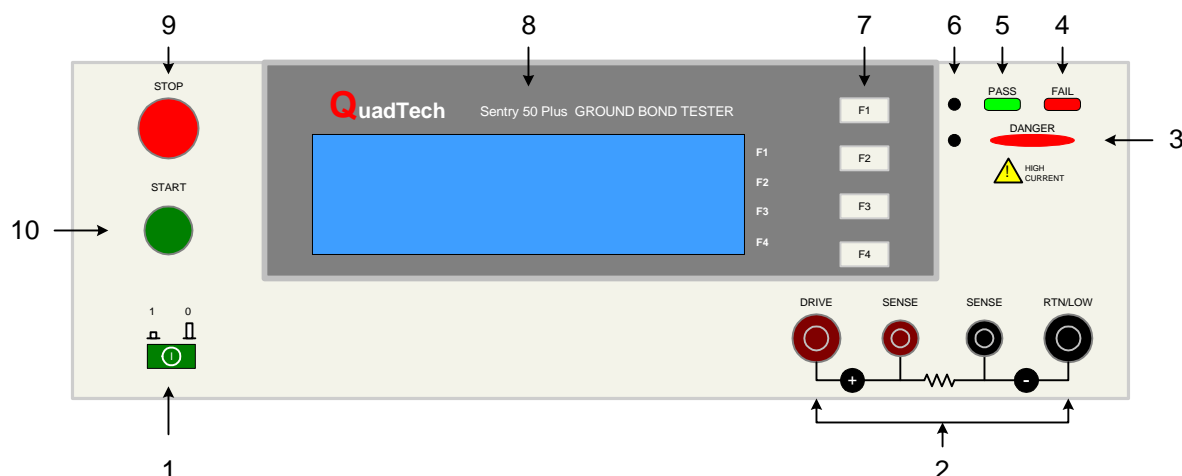 9 8 7 6 5 4
STOP
PASS FAIL
QuadTech Sentry 50 Plus GROUND BOND TESTER
F1
DANGER
3
F1
F2
HIGH
CURRENT
START
F2
F3
F3
10
F4
F4
1 0
DRIVE SENSE SENSE RTN/LOW
+ -
1 2